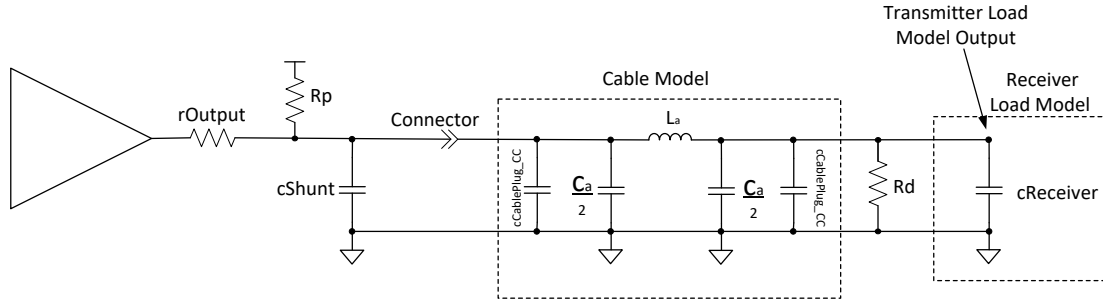 Transmitter Load
Model Output
Receiver
Load Model
Cable Model
Rp
rOutput
Connector
La
cShunt
cCablePlug_CC
Ca
2
Ca
2
cCablePlug_CC
Rd
cReceiver